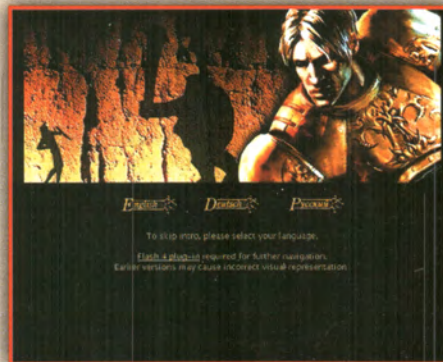 English Deutsch Русский
To skip intro, please select your language.
Flash 4 plug-in required for further navigation.
Earlier versions may cause incorrect visual representation